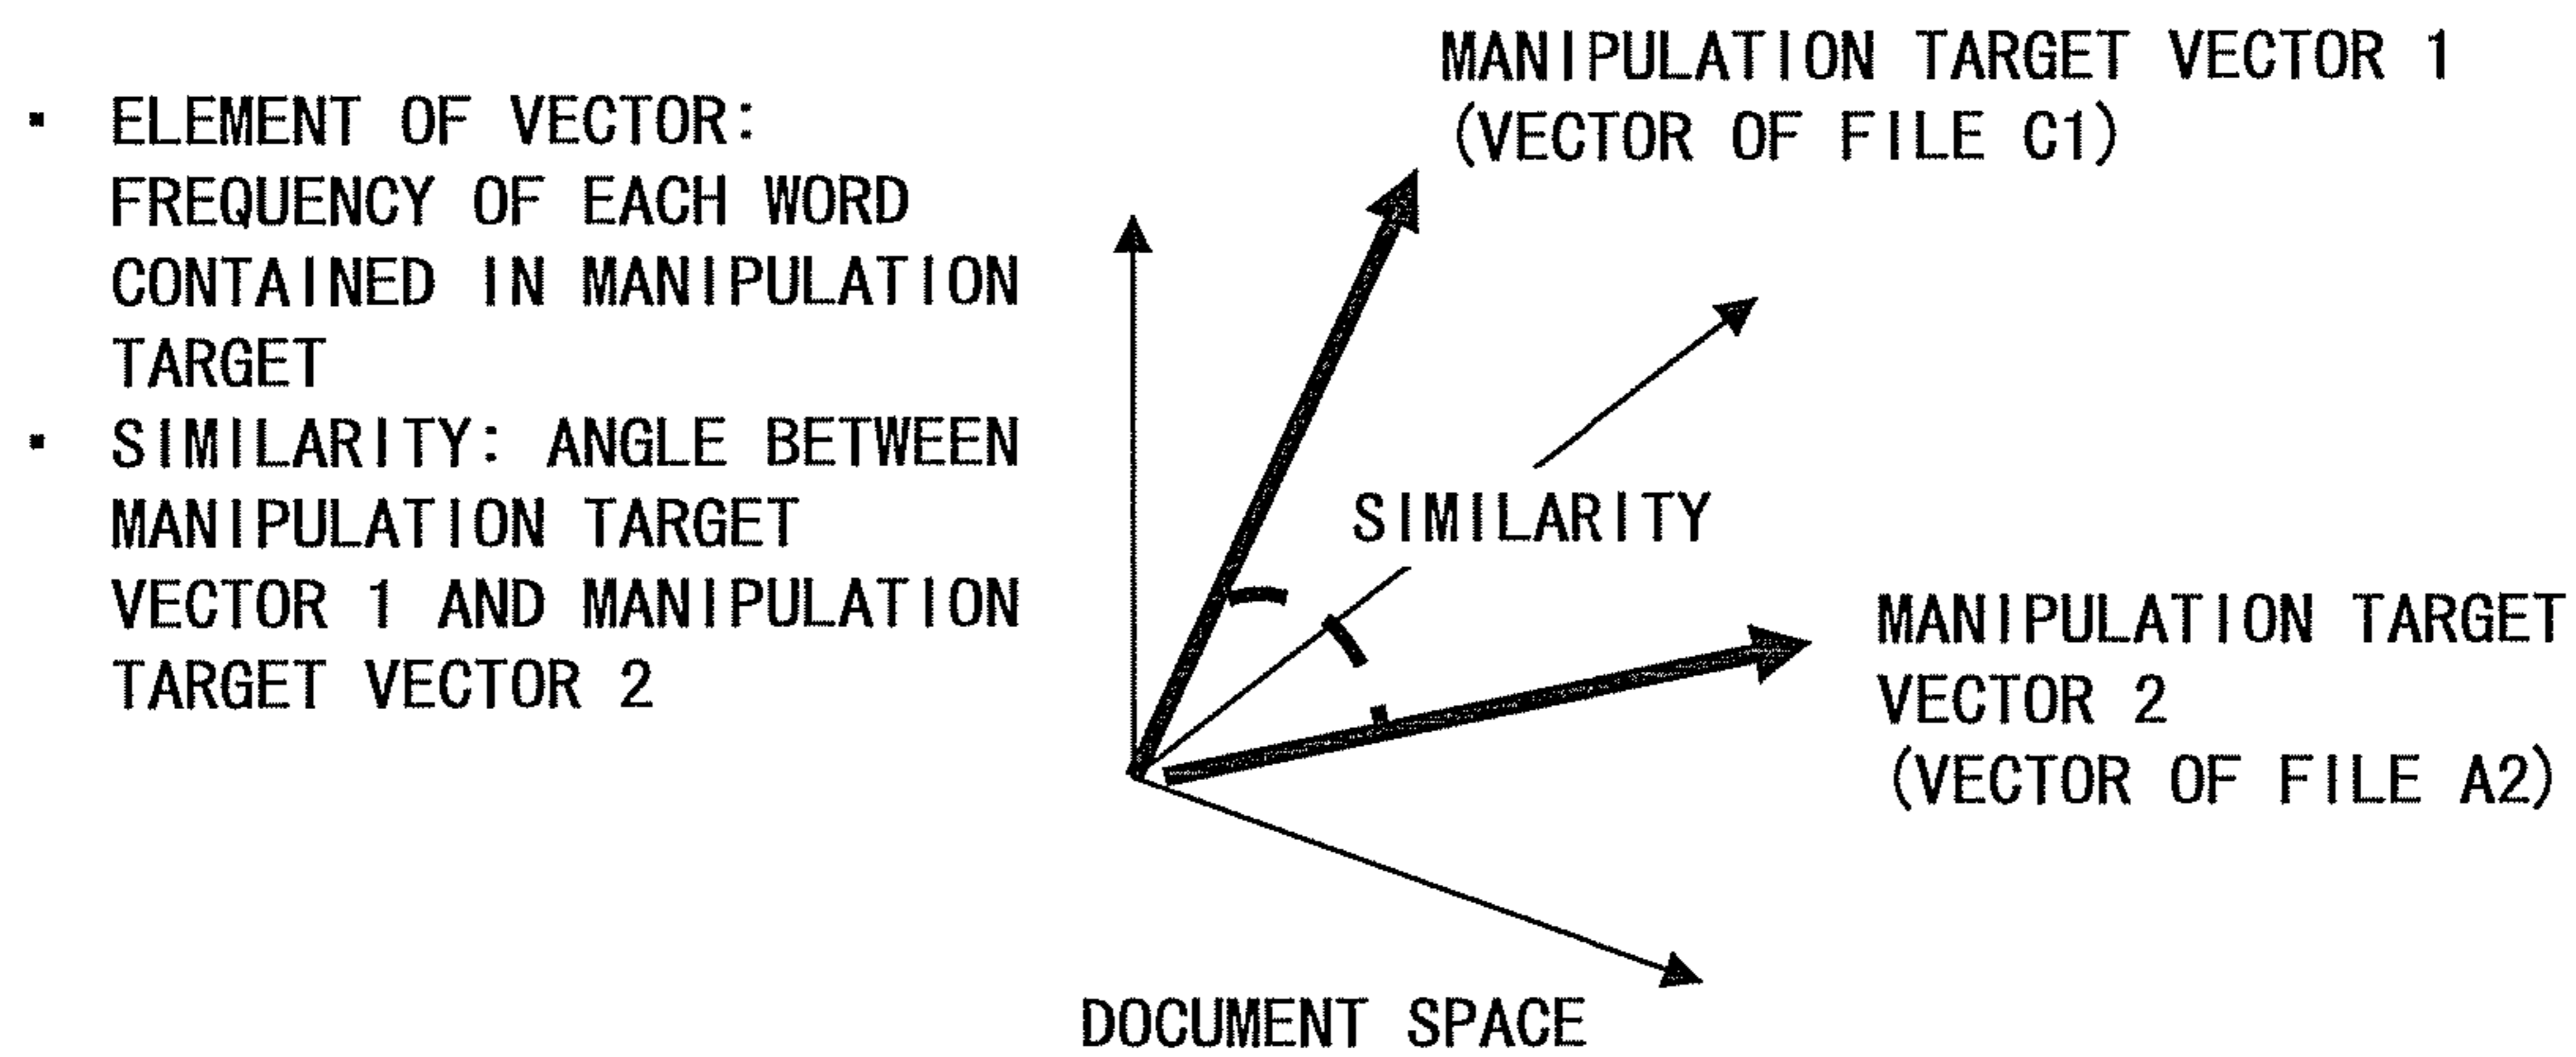 ・ ELEMENT OF VECTOR:
FREQUENCY OF EACH WORD
CONTAINED IN MANIPULATION
TARGET
・ SIMILARITY: ANGLE BETWEEN
MANIPULATION TARGET
VECTOR 1 AND MANIPULATION
TARGET VECTOR 2
MANIPULATION TARGET VECTOR 1
(VECTOR OF FILE C1)
SIMILARITY
MANIPULATION TARGET
VECTOR 2
(VECTOR OF FILE A2)
DOCUMENT SPACE